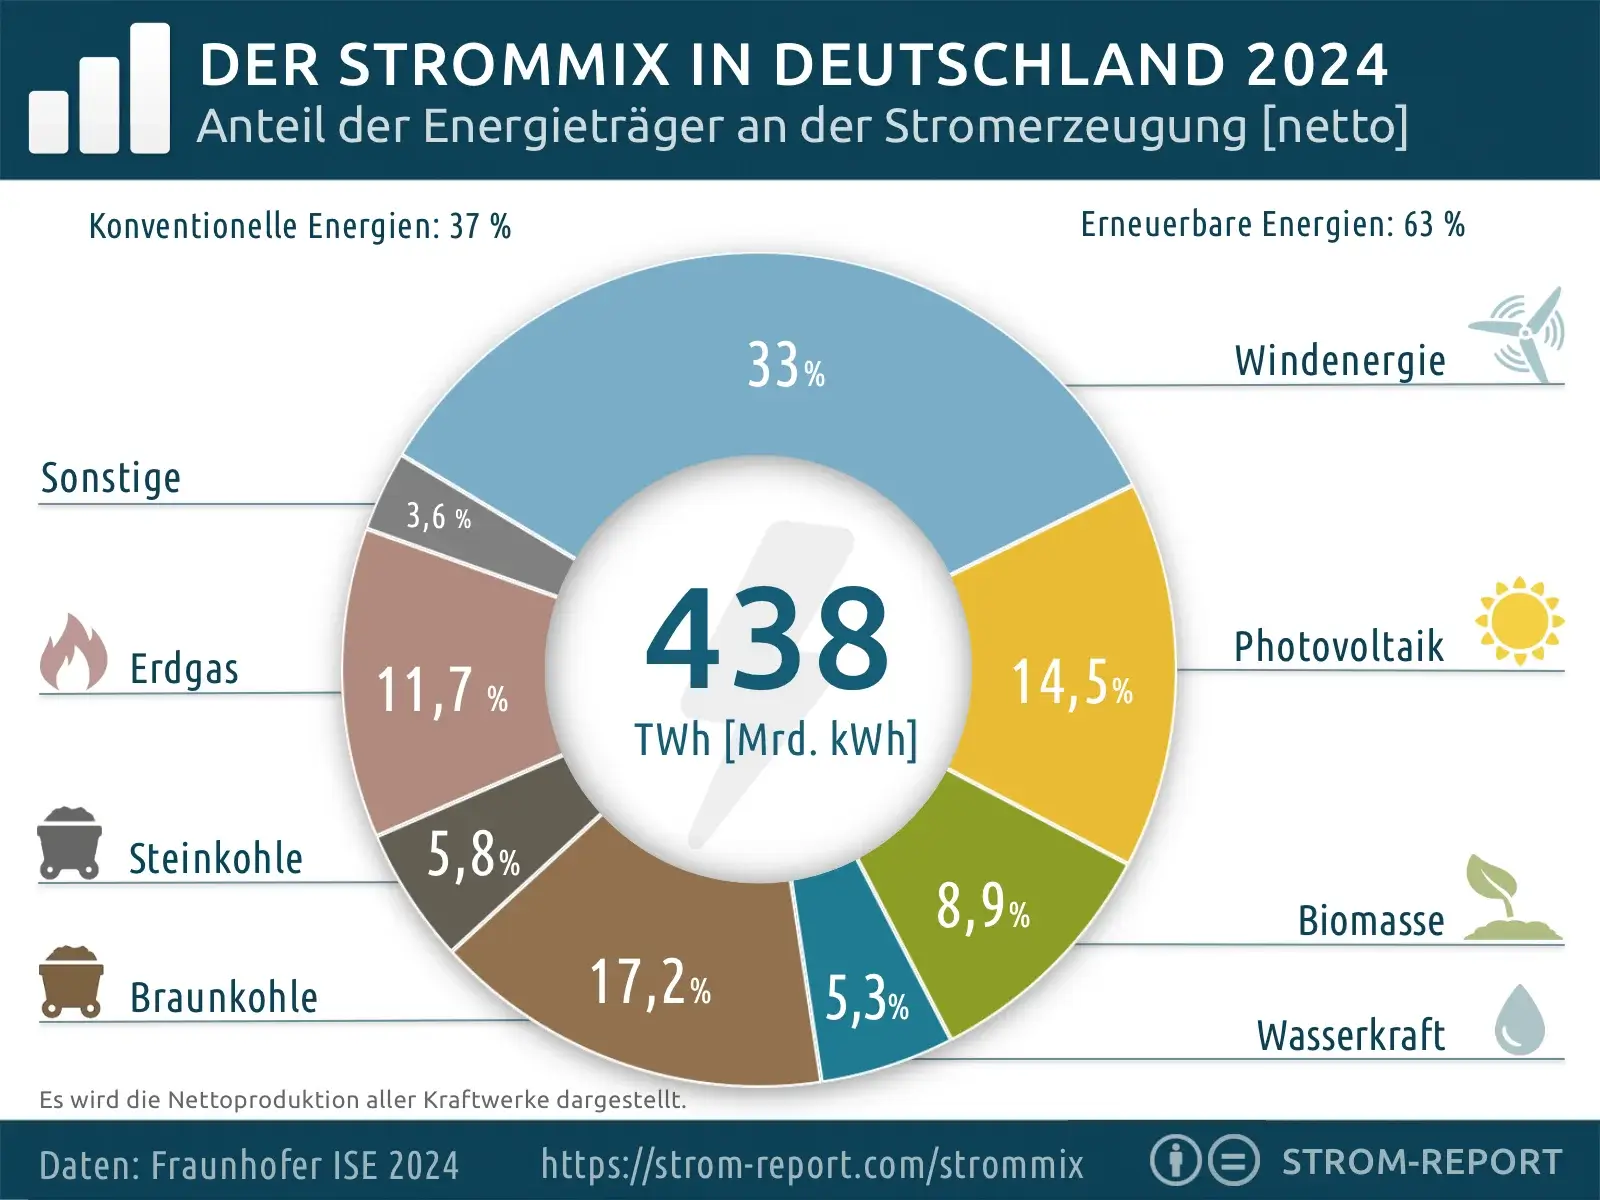 DER STROMMIX IN DEUTSCHLAND 2024
Anteil der Energieträger an der Stromerzeugung [netto]
Konventionelle Energien: 37 %
Erneuerbare Energien: 63 %
33%
Windenergie
Sonstige
3,6 %
438
TWh [Mrd. kWh]
Erdgas
11,7 %
14,5%
Photovoltaik
Steinkohle
5,8%
8,9%
Biomasse
Braunkohle
17,2%
5,3%
Wasserkraft
Es wird die Nettoproduktion aller Kraftwerke dargestellt.
Daten: Fraunhofer ISE 2024
https://strom-report.com/strommix
STROM-REPORT